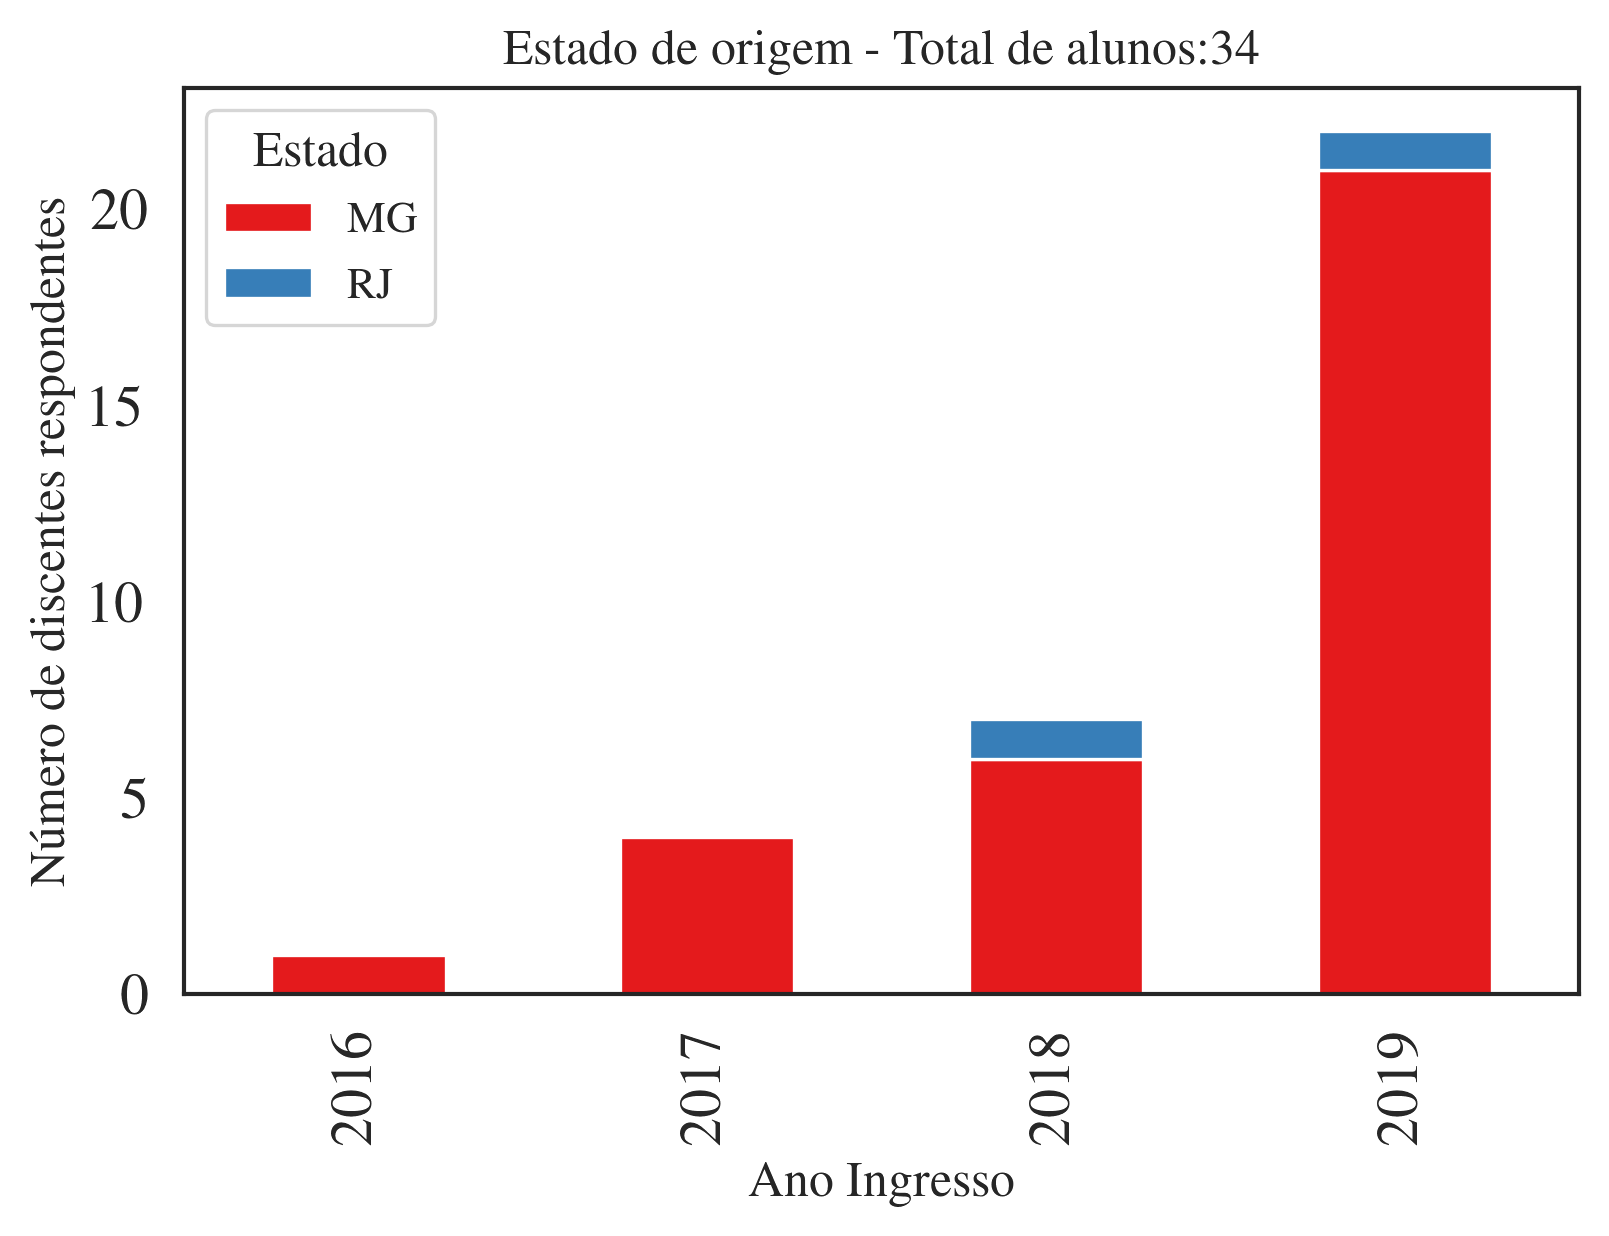 Estado de origem - Total de alunos:34
Estado
MG
RJ
Número de discentes respondentes
20
15
10
5
0
2016
2017
2018
2019
Ano Ingresso